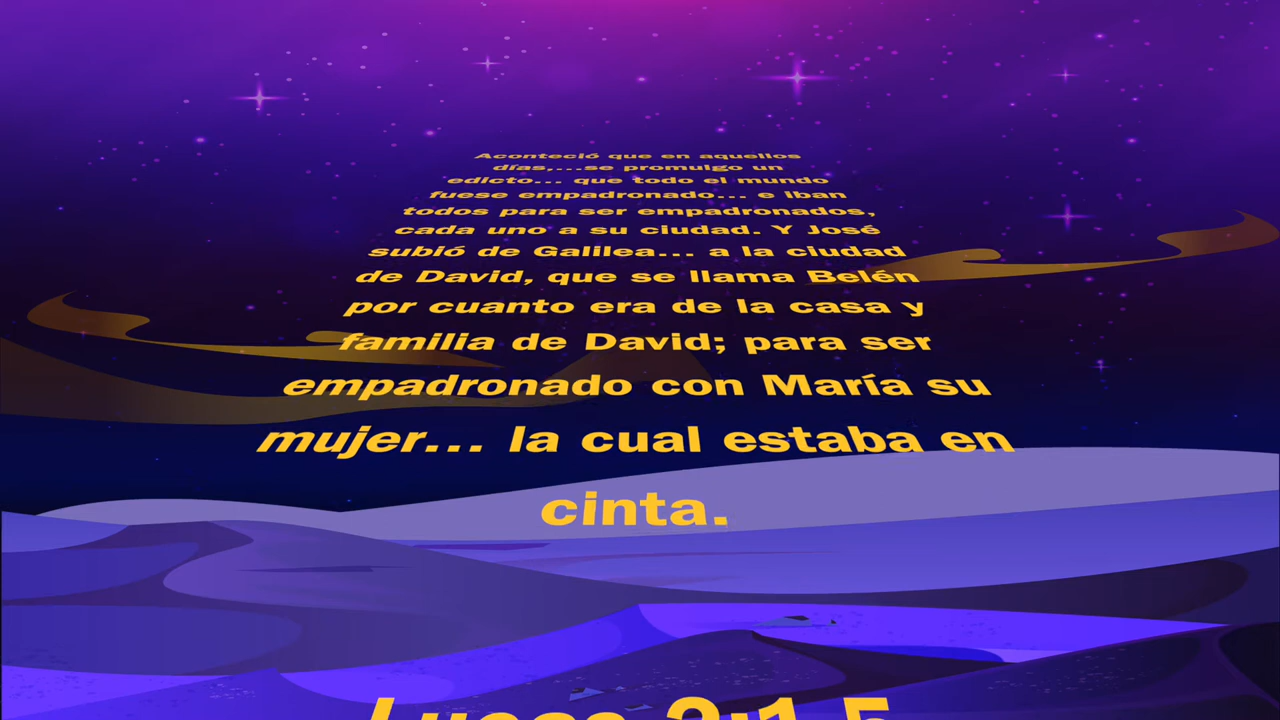 Aconteció que en aquellos
días,...se promulgo un
edicto... que todo el mundo
fuese empadronado... e iban
todos para ser empadronados,
cada uno a su ciudad. Y José
subió de Galilea... a la ciudad
de David, que se llama Belén
por cuanto era de la casa y
familia de David; para ser
empadronado con María su
mujer... la cual estaba en
cinta.
Lucas 2:1-5